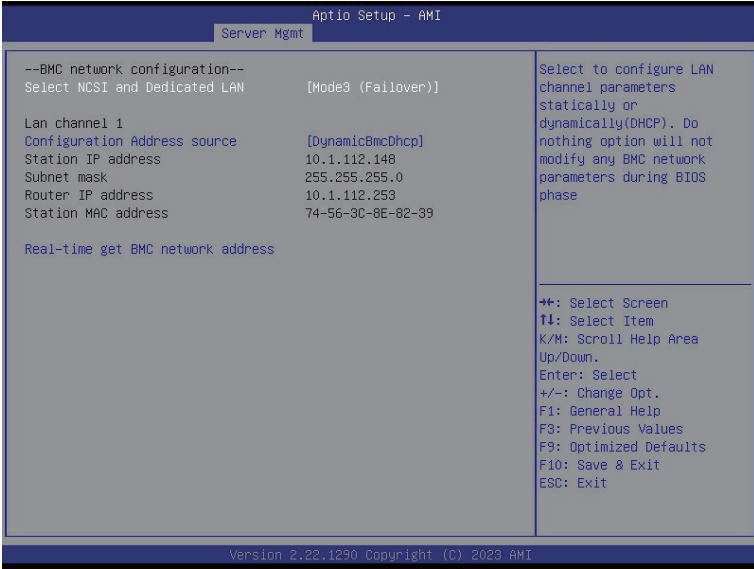 Aptio Setup - AMI
Server Mgmt
--BMC network configuration--
Select NCSI and Dedicated LAN [Mode3 (Failover)]
Lan channel 1
Configuration Address source [DynamicBmcDhcp]
Station IP address 10.1.112.148
Subnet mask 255.255.255.0
Router IP address 10.1.112.253
Station MAC address 74-56-3C-8E-82-39
Real-time get BMC network address
Select to configure LAN
channel parameters
statically or
dynamically(DHCP). Do
nothing option will not
modify any BMC network
parameters during BIOS
phase
→←: Select Screen
↑↓: Select Item
K/M: Scroll Help Area
Up/Down.
Enter: Select
+/-: Change Opt.
F1: General Help
F3: Previous Values
F9: Optimized Defaults
F10: Save & Exit
ESC: Exit
Version 2.22.1290 Copyright (C) 2023 AMI